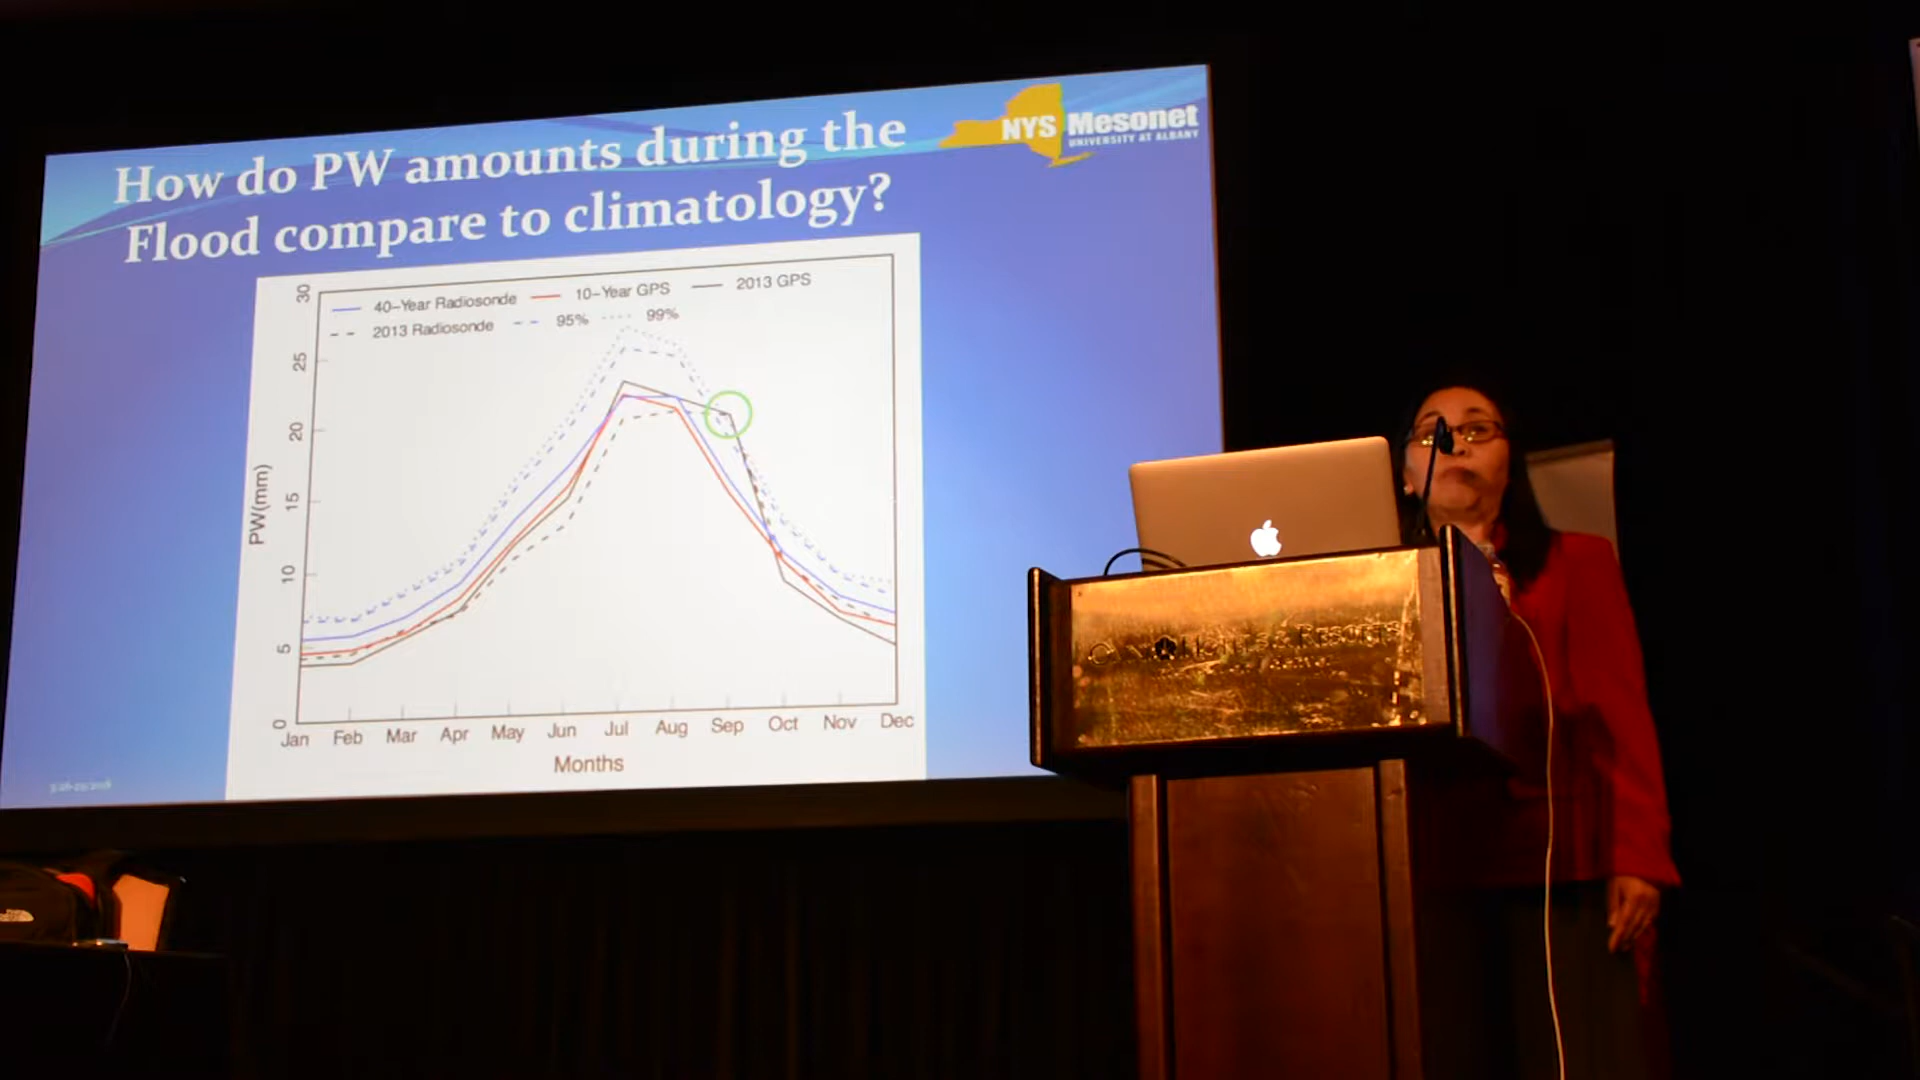 How do PW amounts during the
Flood compare to climatology?
NYS Mesonet
UNIVERSITY AT ALBANY
40-Year Radiosonde
10-Year GPS
2013 GPS
2013 Radiosonde
95%
99%
30
25
20
15
10
5
0
PW(mm)
Jan Feb Mar Apr May Jun Jul Aug Sep Oct Nov Dec
Months
& RESORTS